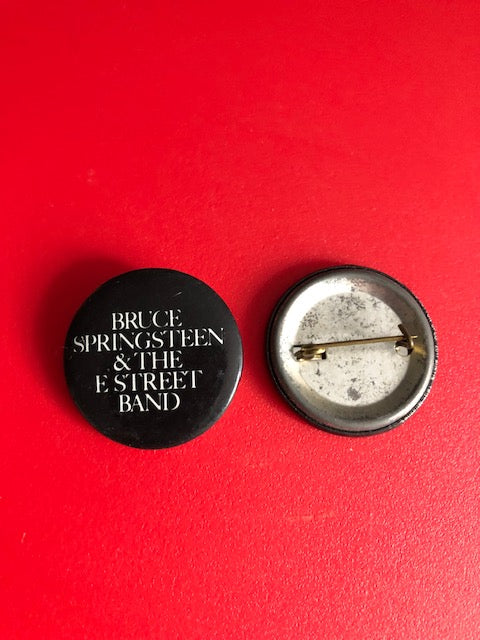 BRUCE
SPRINGSTEEN
& THE
E STREET
BAND